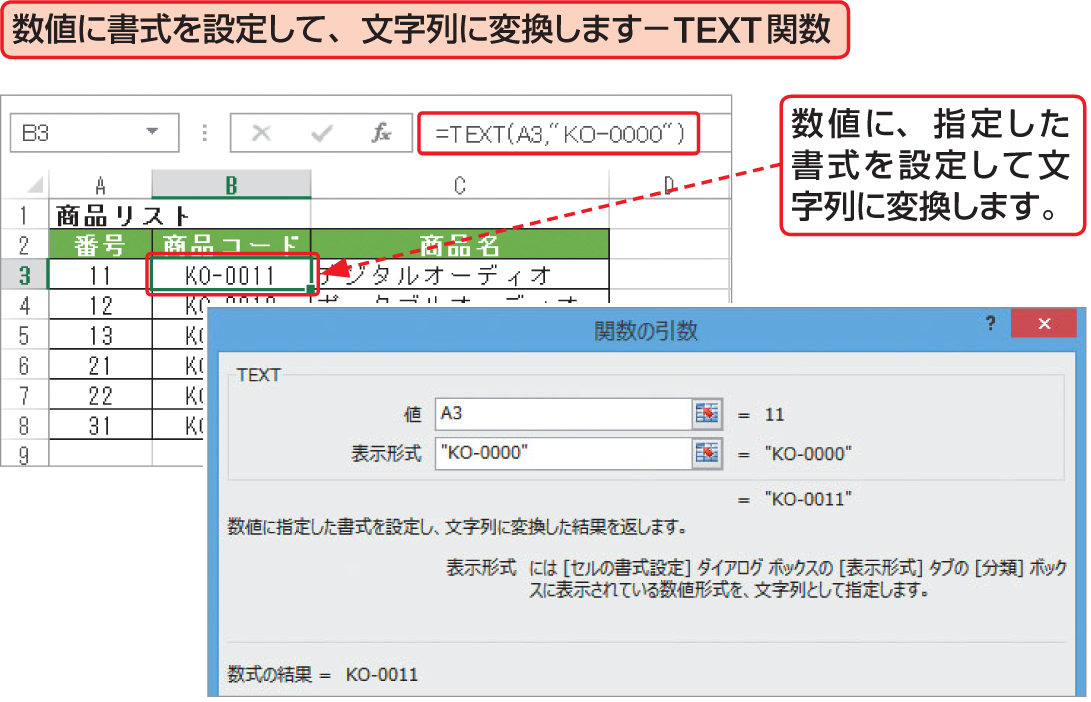 数値に書式を設定して、文字列に変換します－TEXT関数
B3
fx
=TEXT(A3,"KO-0000")
数値に、指定した
書式を設定して文
字列に変換します。
A B C D
1 商品リスト
2 番号 商品コード 商品名
3 11 KO-0011 デジタルオーディオ
4 12
5 13
6 21
7 22
8 31
9
関数の引数
? ×
TEXT
値 A3 = 11
表示形式 "KO-0000" = "KO-0000"
= "KO-0011"
数値に指定した書式を設定し、文字列に変換した結果を返します。
表示形式 には [セルの書式設定] ダイアログ ボックスの [表示形式] タブの [分類] ボック
スに表示されている数値形式を、文字列として指定します。
数式の結果 = KO-0011